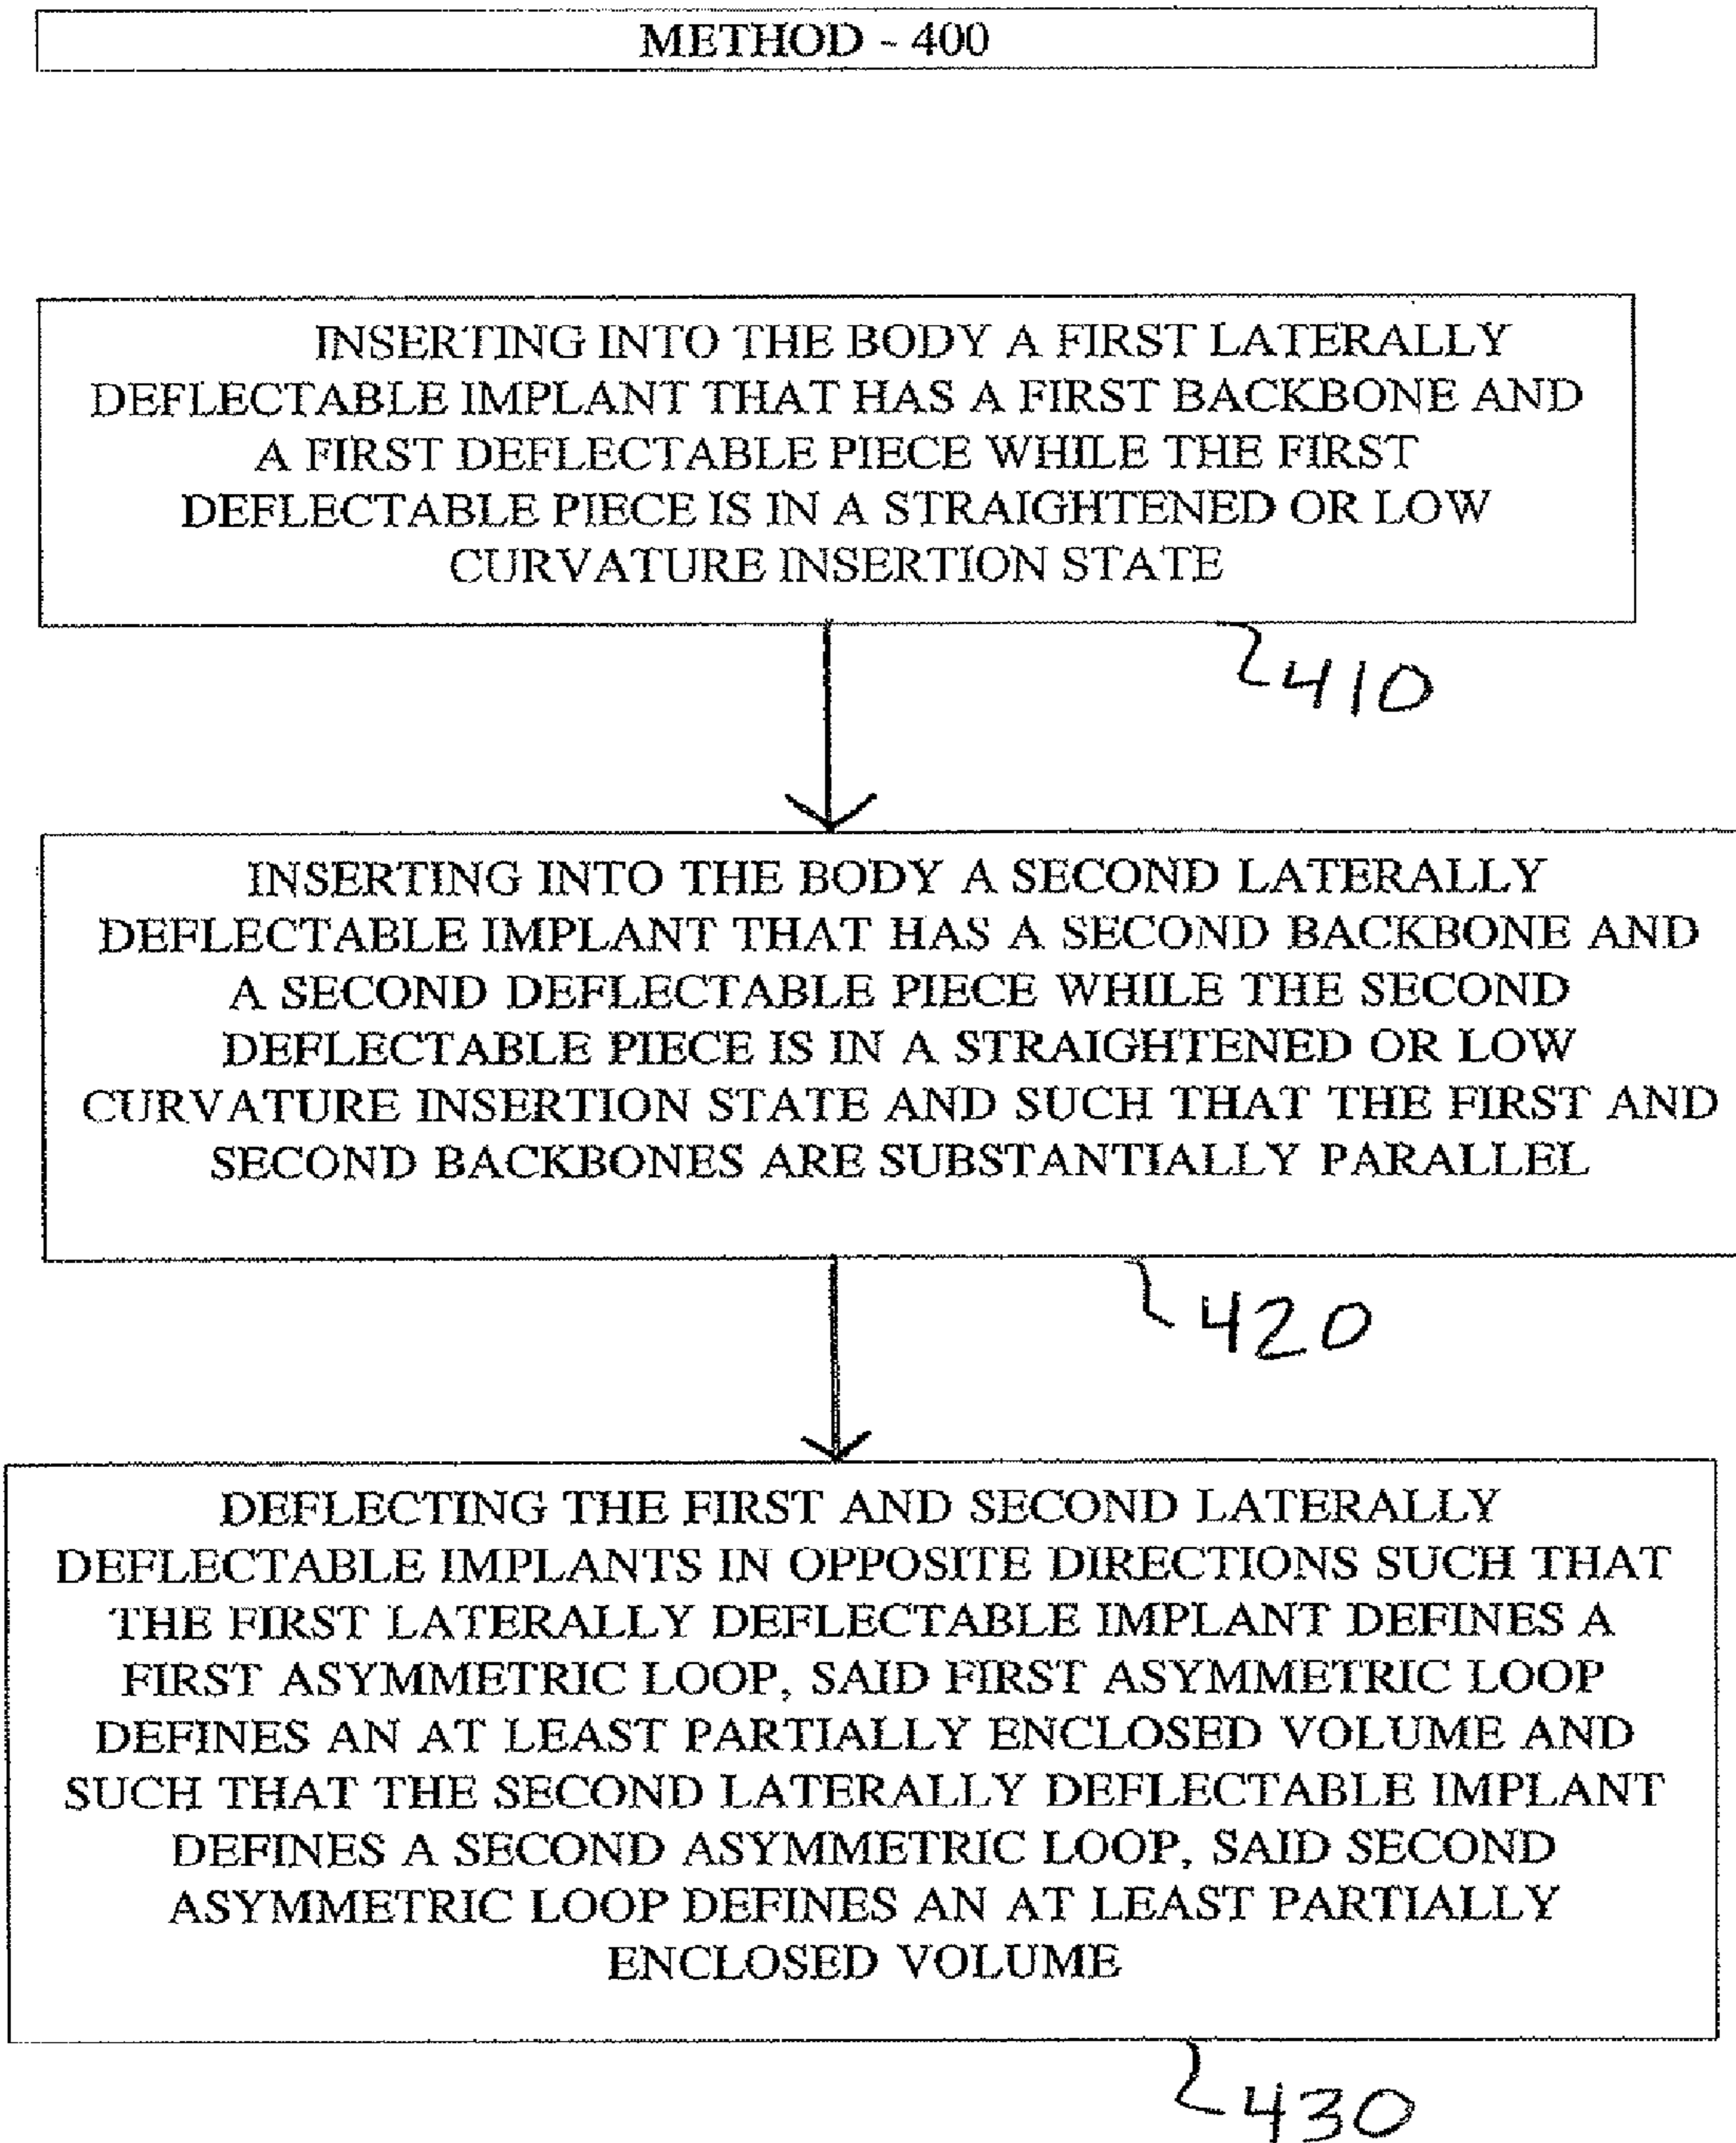 METHOD - 400
INSERTING INTO THE BODY A FIRST LATERALLY
DEFLECTABLE IMPLANT THAT HAS A FIRST BACKBONE AND
A FIRST DEFLECTABLE PIECE WHILE THE FIRST
DEFLECTABLE PIECE IS IN A STRAIGHTENED OR LOW
CURVATURE INSERTION STATE
410
INSERTING INTO THE BODY A SECOND LATERALLY
DEFLECTABLE IMPLANT THAT HAS A SECOND BACKBONE AND
A SECOND DEFLECTABLE PIECE WHILE THE SECOND
DEFLECTABLE PIECE IS IN A STRAIGHTENED OR LOW
CURVATURE INSERTION STATE AND SUCH THAT THE FIRST AND
SECOND BACKBONES ARE SUBSTANTIALLY PARALLEL
420
DEFLECTING THE FIRST AND SECOND LATERALLY
DEFLECTABLE IMPLANTS IN OPPOSITE DIRECTIONS SUCH THAT
THE FIRST LATERALLY DEFLECTABLE IMPLANT DEFINES A
FIRST ASYMMETRIC LOOP, SAID FIRST ASYMMETRIC LOOP
DEFINES AN AT LEAST PARTIALLY ENCLOSED VOLUME AND
SUCH THAT THE SECOND LATERALLY DEFLECTABLE IMPLANT
DEFINES A SECOND ASYMMETRIC LOOP, SAID SECOND
ASYMMETRIC LOOP DEFINES AN AT LEAST PARTIALLY
ENCLOSED VOLUME
430